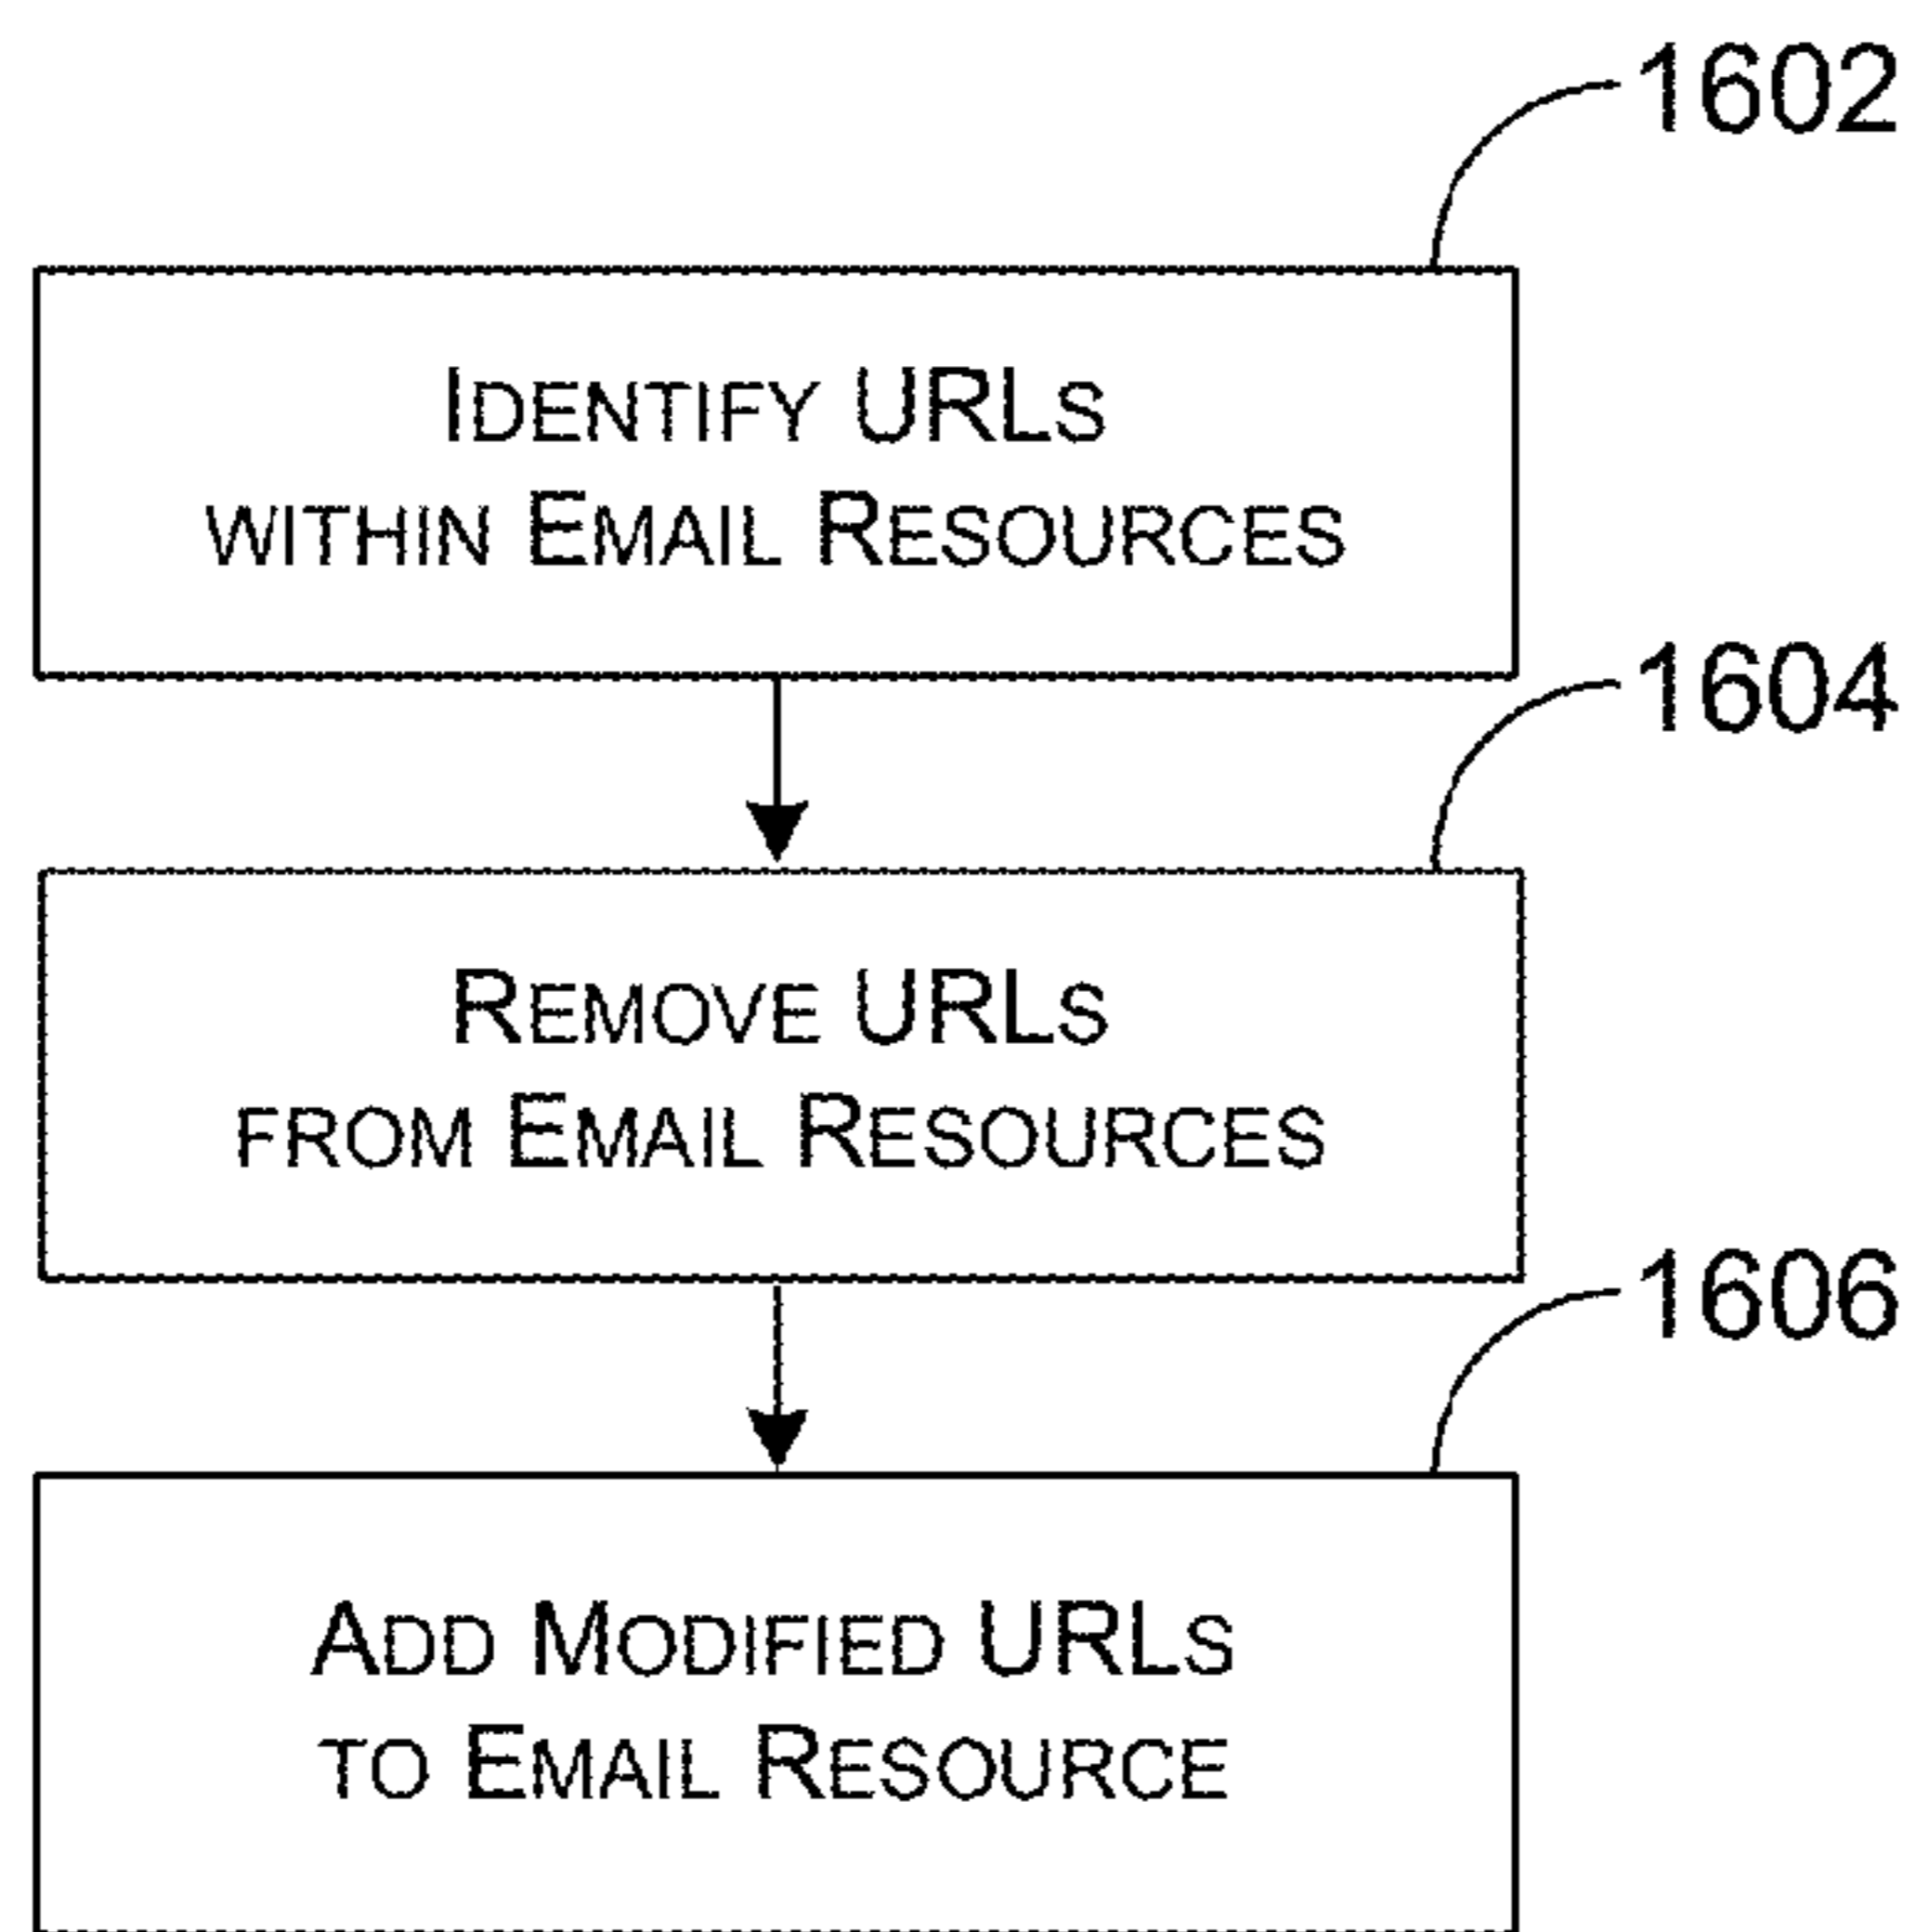 1602
IDENTIFY URLS
WITHIN EMAIL RESOURCES
1604
REMOVE URLS
FROM EMAIL RESOURCES
1606
ADD MODIFIED URLS
TO EMAIL RESOURCE